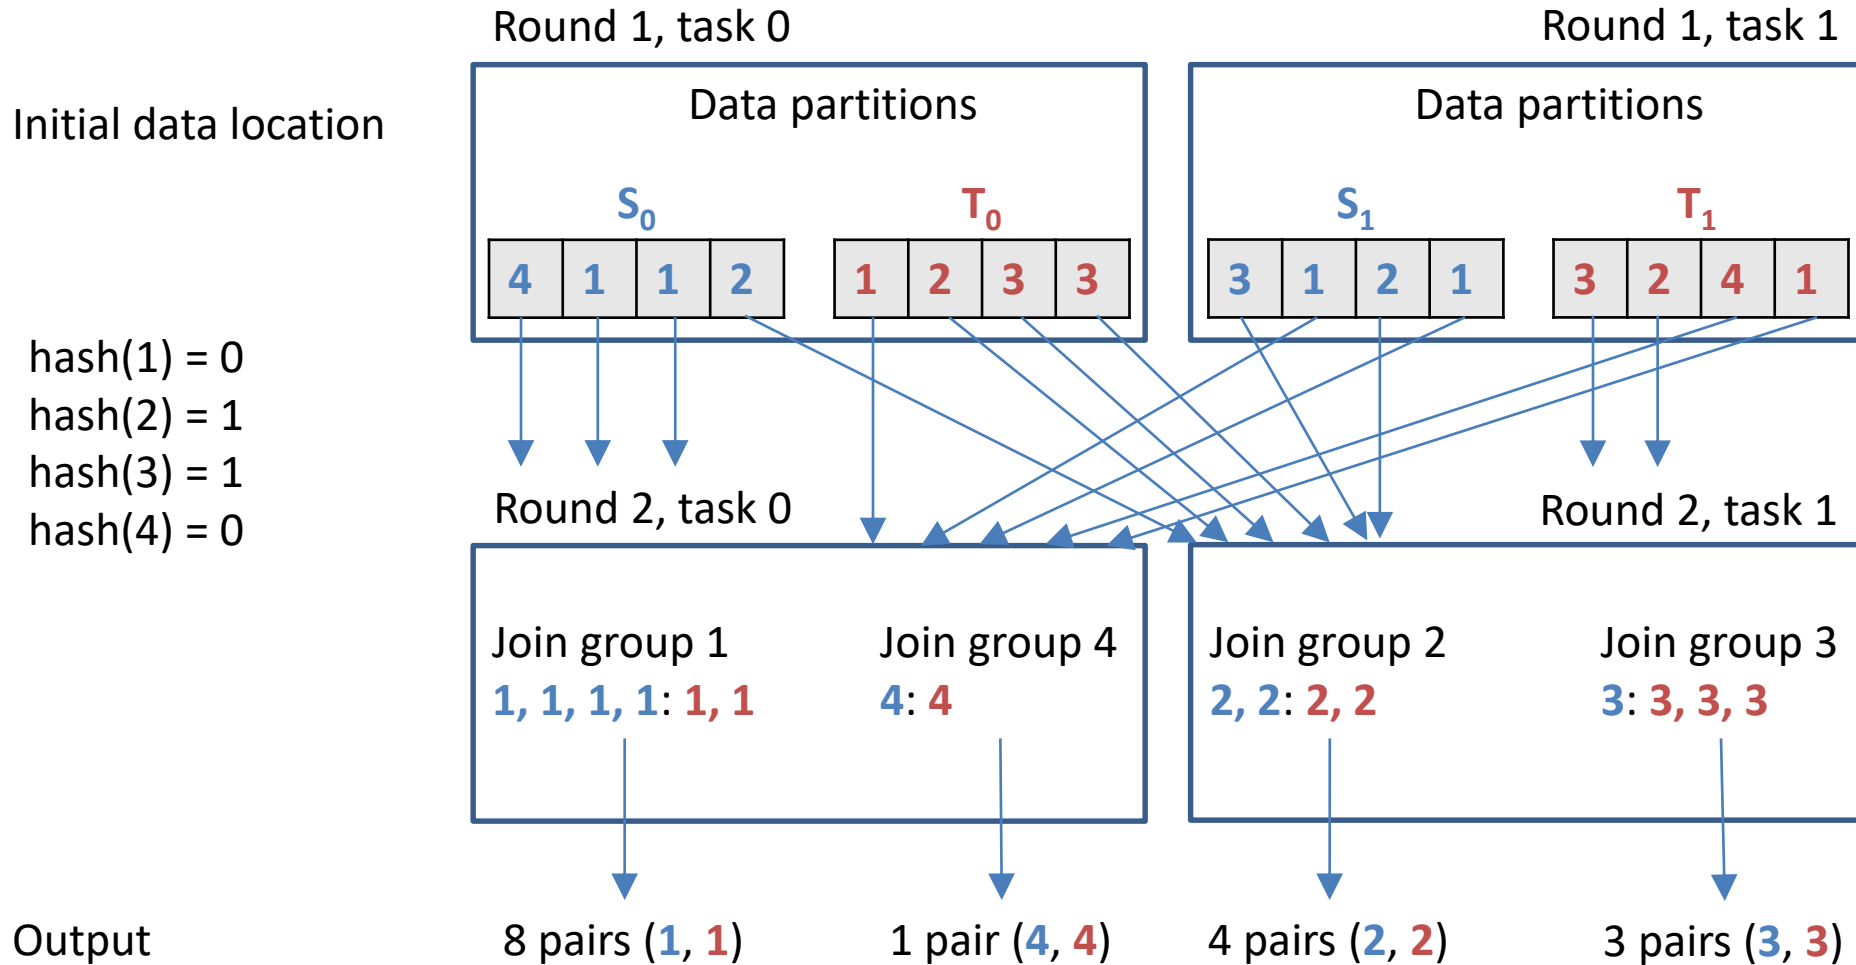 Round 1, task 0
Round 1, task 1
Initial data location
Data partitions
Data partitions
S0
T0
S1
T1
4 1 1 2
1 2 3 3
3 1 2 1
3 2 4 1
hash(1) = 0
hash(2) = 1
hash(3) = 1
hash(4) = 0
Round 2, task 0
Round 2, task 1
Join group 1
1, 1, 1, 1: 1, 1
Join group 4
4: 4
Join group 2
2, 2: 2, 2
Join group 3
3: 3, 3, 3
Output
8 pairs (1, 1)
1 pair (4, 4)
4 pairs (2, 2)
3 pairs (3, 3)